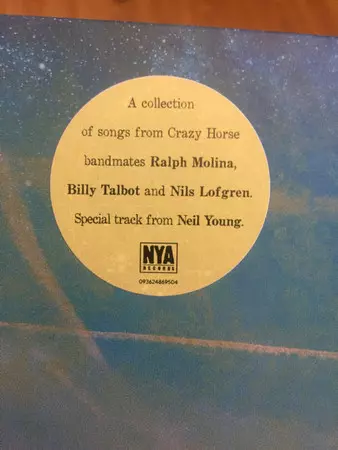 A collection
of songs from Crazy Horse
bandmates Ralph Molina,
Billy Talbot and Nils Lofgren.
Special track from Neil Young.
NYA
RECORDS
093624869504